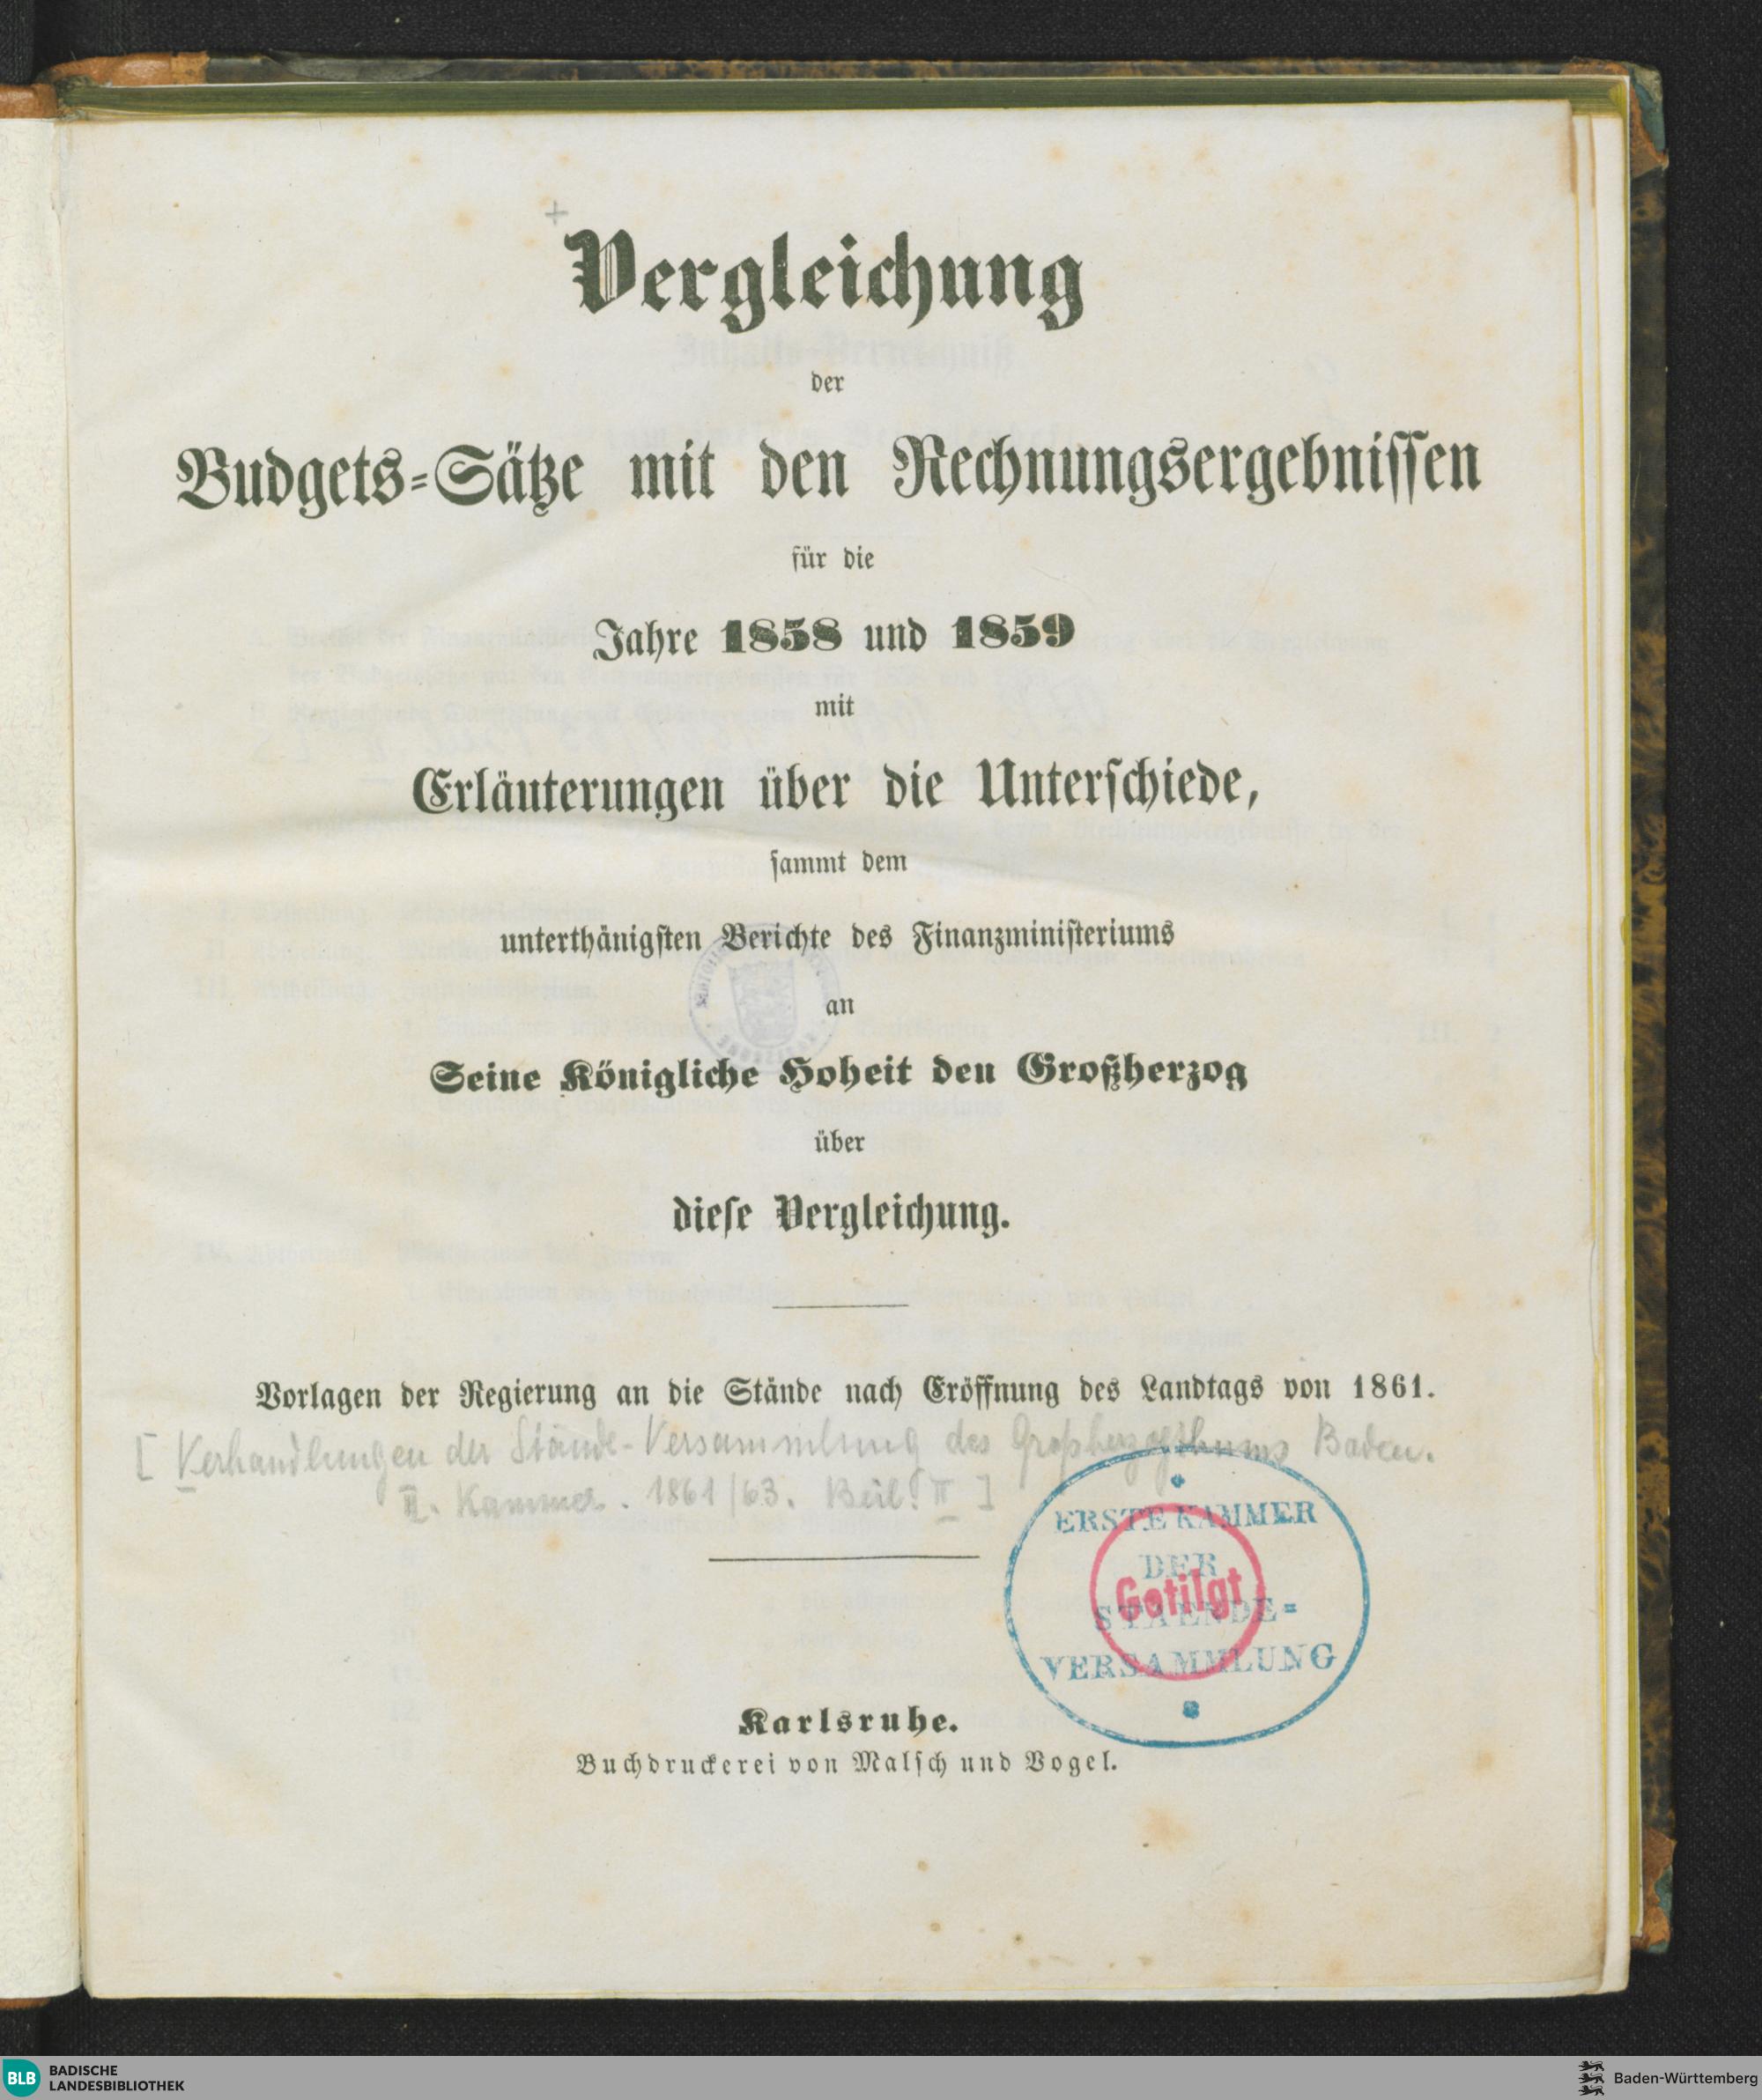 Vergleichung
der
Budgets-Sätze mit den Rechnungsergebnissen
für die
Jahre 1858 und 1859
mit
Erläuterungen über die Unterschiede,
sammt dem
unterthänigsten Berichte des Finanzministeriums
an
Seine Königliche Hoheit den Großherzog
über
diese Vergleichung.
Vorlagen der Regierung an die Stände nach Eröffnung des Landtags von 1861.
[Verhandlungen der Stände-Versammlung des Großherzogthums Baden.
II. Kammer. 1861/63. Beil. II]
ERSTE KAMMER
DER
STAENDE=
VERSAMMLUNG
Getilgt
Karlsruhe.
Buchdruckerei von Malsch und Vogel.
BLB BADISCHE
LANDESBIBLIOTHEK
Baden-Württemberg